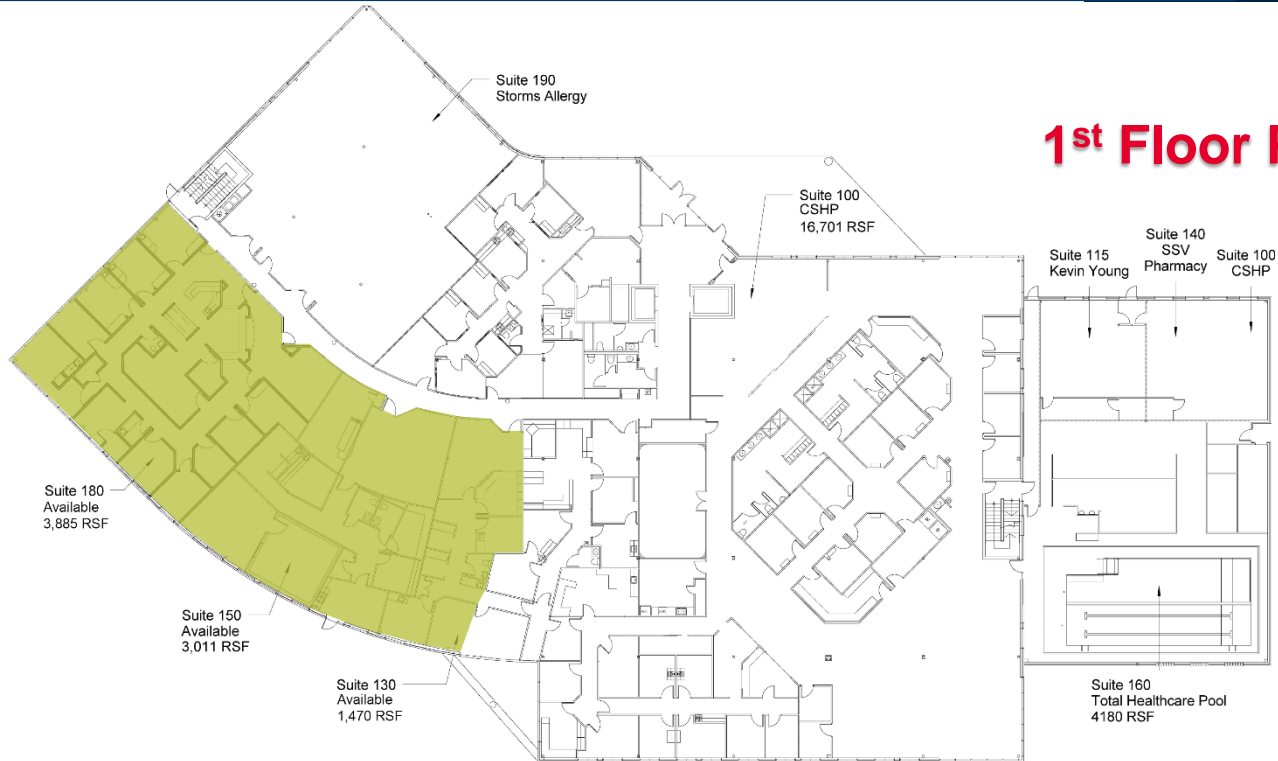 Suite 190
Storms Allergy
1st Floor
Suite 100
CSHP
16,701 RSF
Suite 115
Kevin Young
Suite 140
SSV
Pharmacy
Suite 100
CSHP
Suite 180
Available
3,885 RSF
Suite 150
Available
3,011 RSF
Suite 130
Available
1,470 RSF
Suite 160
Total Healthcare Pool
4180 RSF